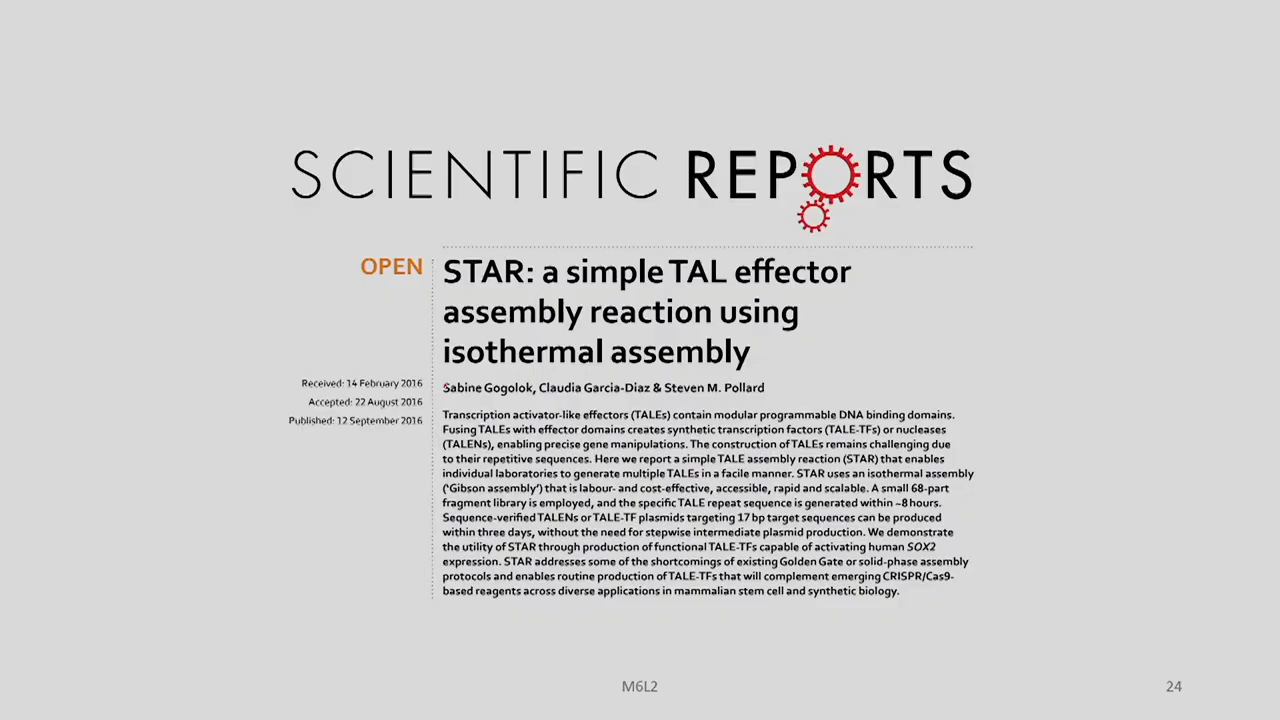 SCIENTIFIC REPORTS
OPEN
STAR: a simple TAL effector
assembly reaction using
isothermal assembly
Received: 14 February 2016
Accepted: 22 August 2016
Published: 12 September 2016
Sabine Gogolok, Claudia Garcia-Diaz & Steven M. Pollard
Transcription activator-like effectors (TALEs) contain modular programmable DNA binding domains.
Fusing TALEs with effector domains creates synthetic transcription factors (TALE-TFs) or nucleases
(TALENs), enabling precise gene manipulations. The construction of TALEs remains challenging due
to their repetitive sequences. Here we report a simple TALE assembly reaction (STAR) that enables
individual laboratories to generate multiple TALEs in a facile manner. STAR uses an isothermal assembly
(‘Gibson assembly’) that is labour- and cost-effective, accessible, rapid and scalable. A small 68-part
fragment library is employed, and the specific TALE repeat sequence is generated within ~8 hours.
Sequence-verified TALENs or TALE-TF plasmids targeting 17 bp target sequences can be produced
within three days, without the need for stepwise intermediate plasmid production. We demonstrate
the utility of STAR through production of functional TALE-TFs capable of activating human SOX2
expression. STAR addresses some of the shortcomings of existing Golden Gate or solid-phase assembly
protocols and enables routine production of TALE-TFs that will complement emerging CRISPR/Cas9-
based reagents across diverse applications in mammalian stem cell and synthetic biology.
M6L2
24